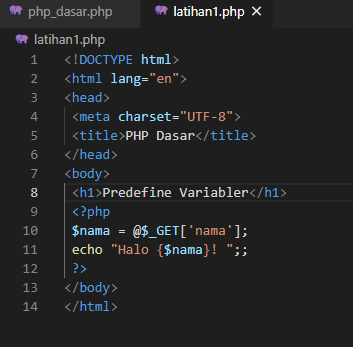 php_dasar.php latihan1.php ×
latihan1.php
1 <!DOCTYPE html>
2 <html lang="en">
3 <head>
4 <meta charset="UTF-8">
5 <title>PHP Dasar</title>
6 </head>
7 <body>
8 <h1>Predefine Variabler</h1>
9 <?php
10 $nama = @$_GET['nama'];
11 echo "Halo {$nama}! ";;
12 ?>
13 </body>
14 </html>